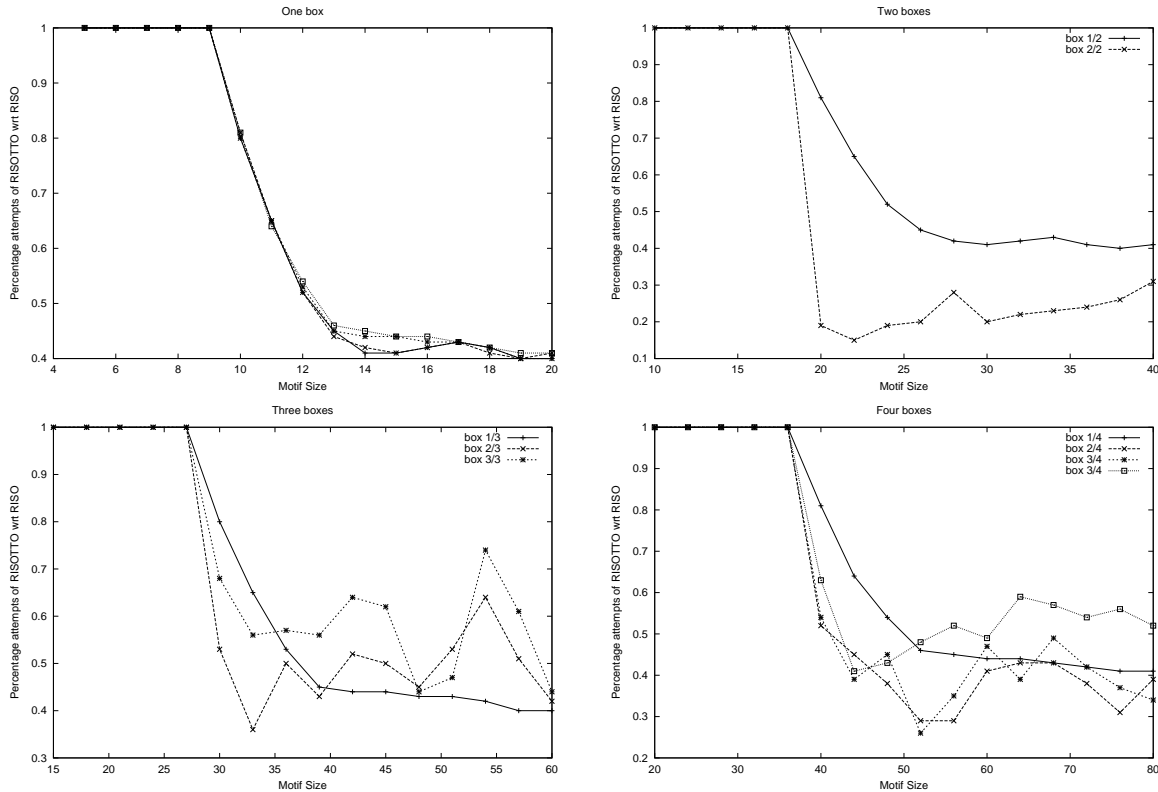 One box
Percentage attempts of RISOTTO wrt RISO
1
0.9
0.8
0.7
0.6
0.5
0.4
4 6 8 10 12 14 16 18 20
Motif Size
Two boxes
box 1/2
box 2/2
Percentage attempts of RISOTTO wrt RISO
1
0.9
0.8
0.7
0.6
0.5
0.4
0.3
0.2
0.1
10 15 20 25 30 35 40
Motif Size
Three boxes
box 1/3
box 2/3
box 3/3
Percentage attempts of RISOTTO wrt RISO
1
0.9
0.8
0.7
0.6
0.5
0.4
0.3
15 20 25 30 35 40 45 50 55 60
Motif Size
Four boxes
box 1/4
box 2/4
box 3/4
box 3/4
Percentage attempts of RISOTTO wrt RISO
1
0.9
0.8
0.7
0.6
0.5
0.4
0.3
0.2
20 30 40 50 60 70 80
Motif Size